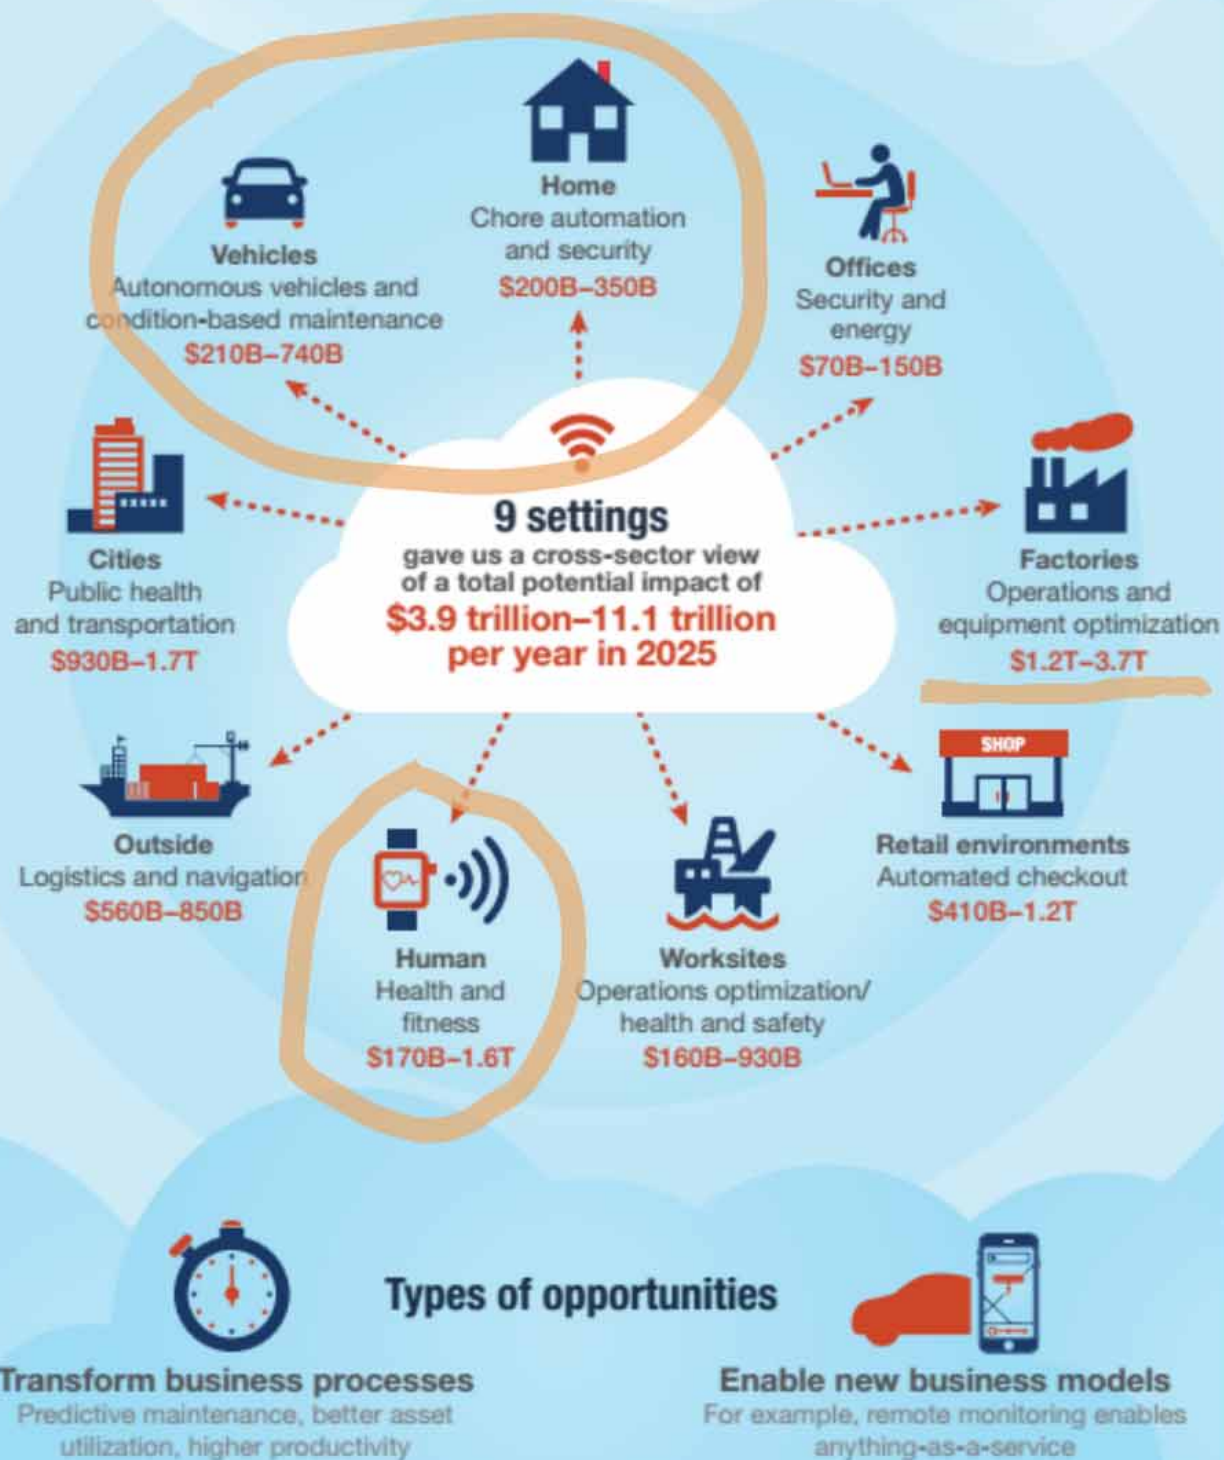 Home
Chore automation
and security
$200B–350B
Vehicles
Autonomous vehicles and
condition-based maintenance
$210B–740B
Offices
Security and
energy
$70B–150B
9 settings
gave us a cross-sector view
of a total potential impact of
$3.9 trillion–11.1 trillion
per year in 2025
Cities
Public health
and transportation
$930B–1.7T
Factories
Operations and
equipment optimization
$1.2T–3.7T
Outside
Logistics and navigation
$560B–850B
Human
Health and
fitness
$170B–1.6T
Worksites
Operations optimization/
health and safety
$160B–930B
SHOP
Retail environments
Automated checkout
$410B–1.2T
Types of opportunities
Transform business processes
Predictive maintenance, better asset
utilization, higher productivity
Enable new business models
For example, remote monitoring enables
anything-as-a-service